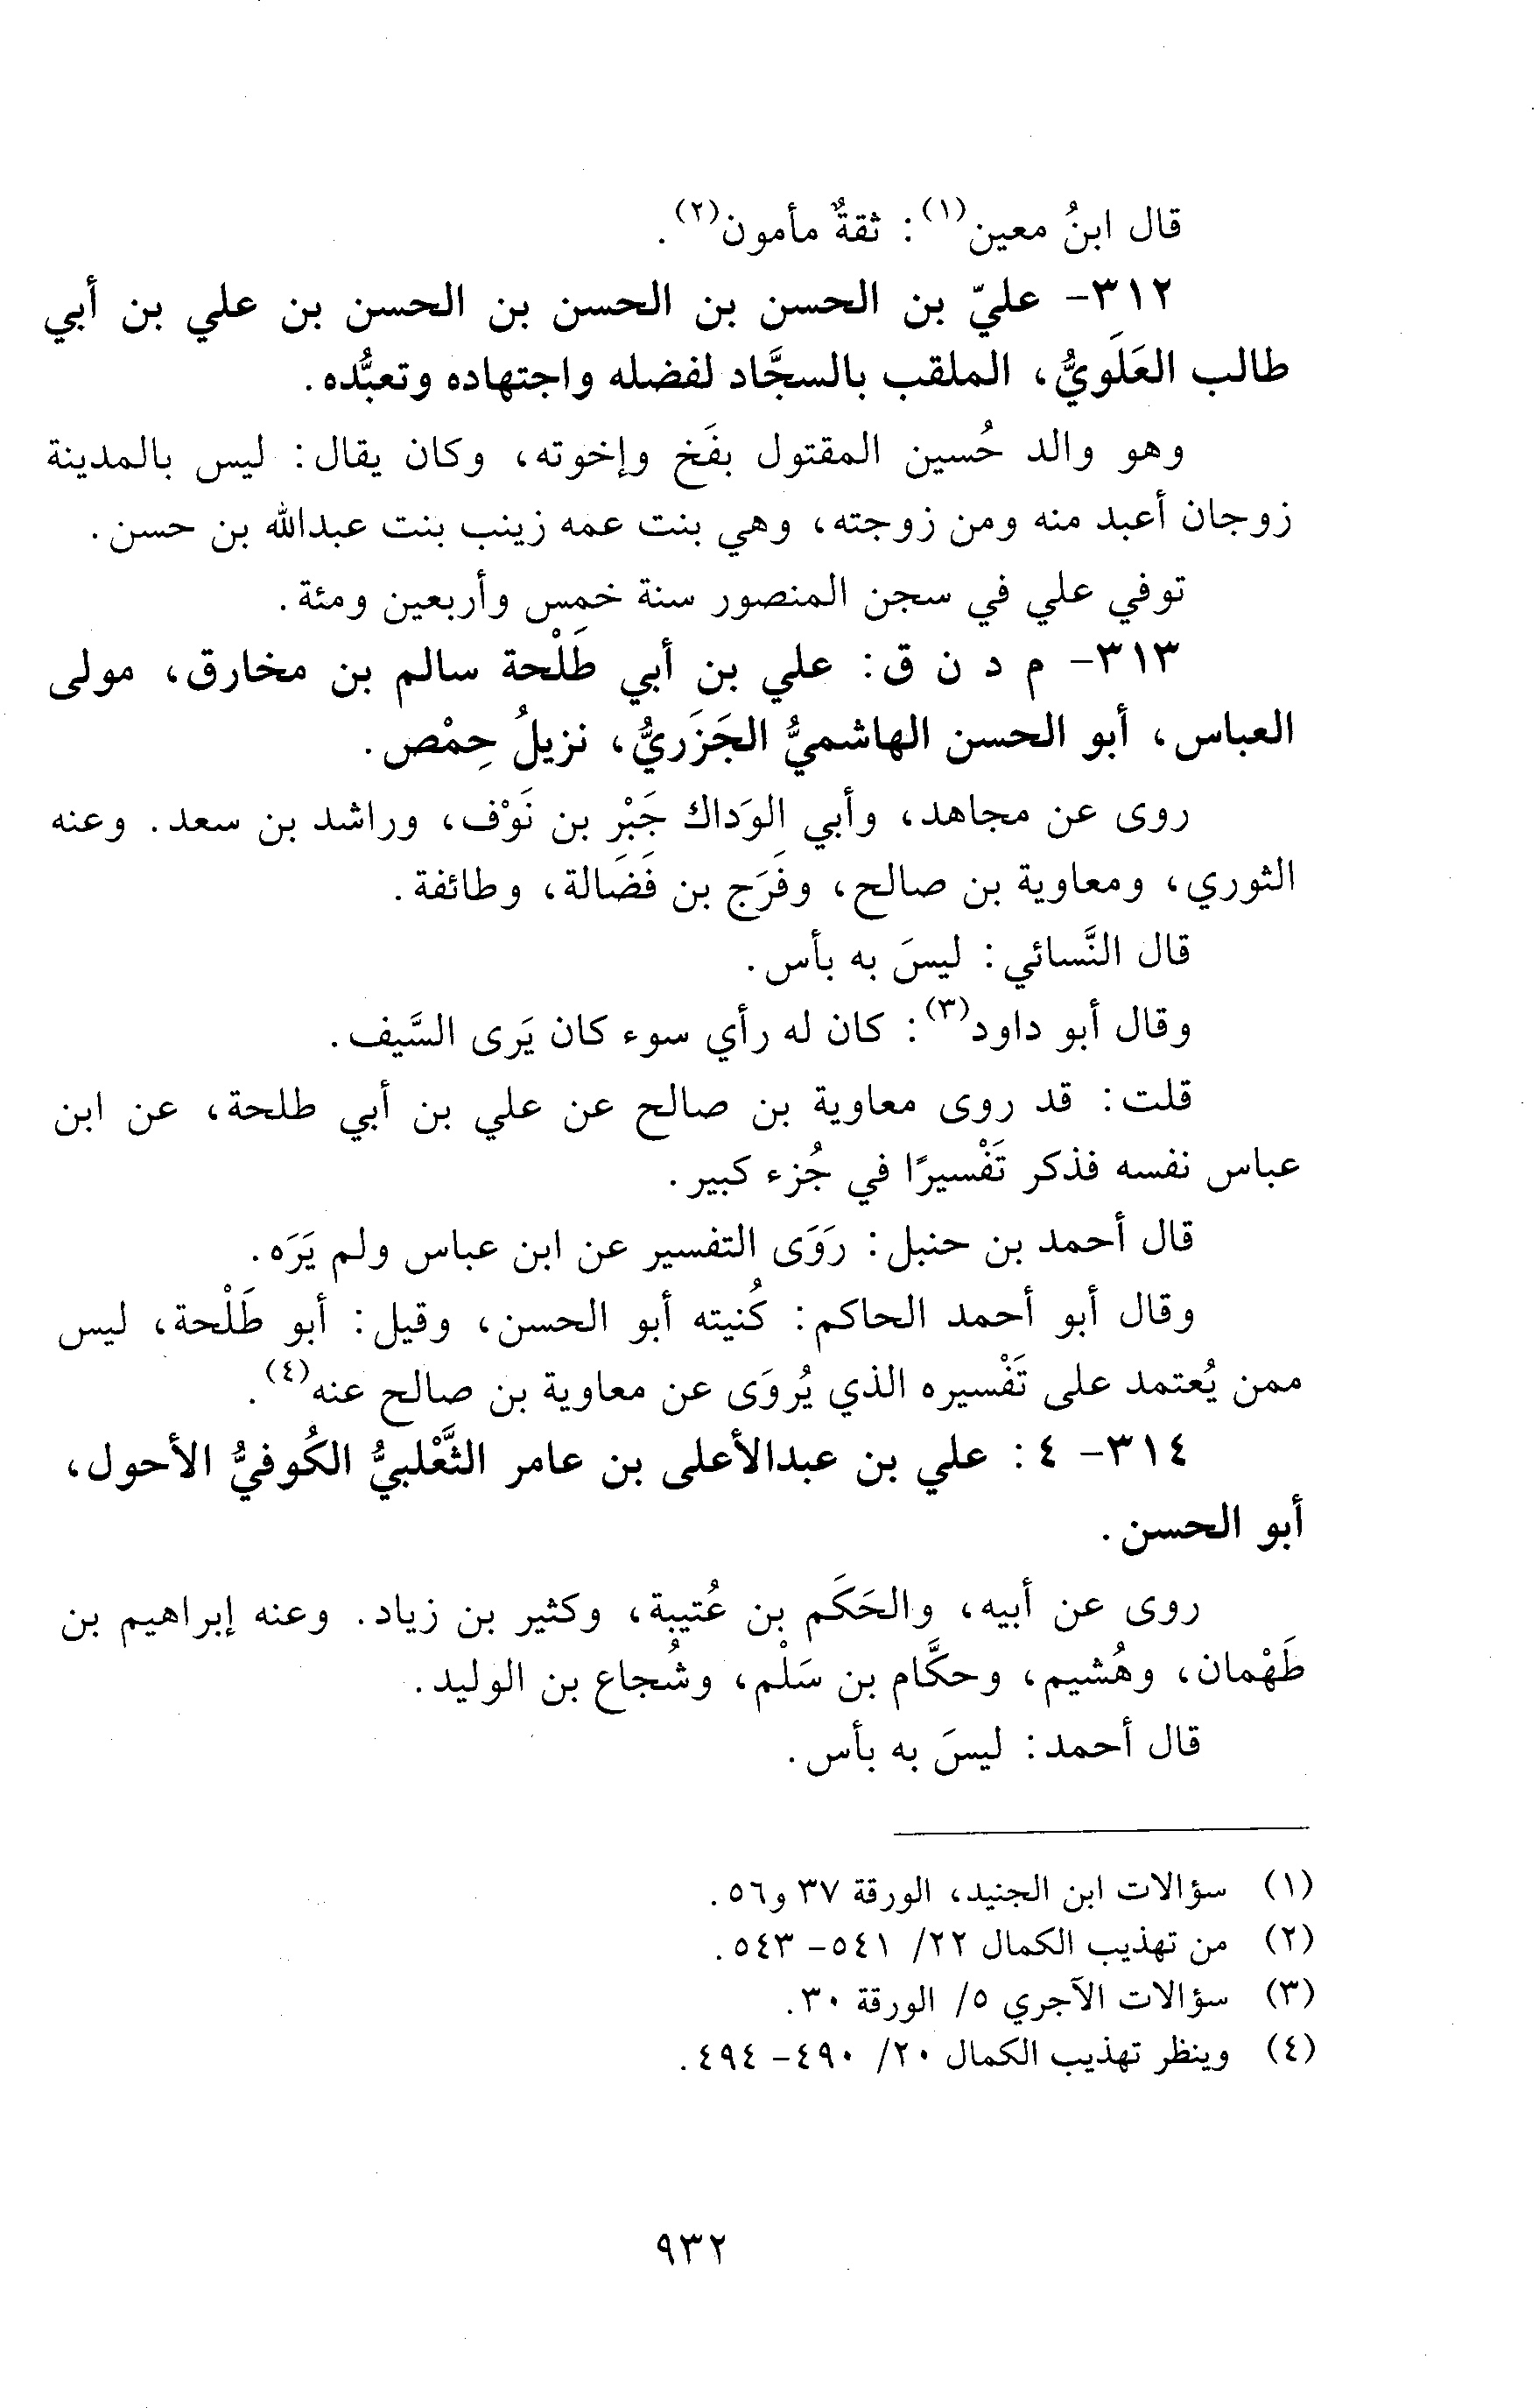 قال ابنُ معين(١): ثقةٌ مأمون(٢).
٣١٢- عليّ بن الحسن بن الحسن بن الحسن بن علي بن أبي
طالب العَلَويُّ، الملقب بالسجَّاد لفضله واجتهاده وتعبُّده.
وهو والد حُسين المقتول بفَخ وإخوته، وكان يقال: ليس بالمدينة
زوجان أعبد منه ومن زوجته، وهي بنت عمه زينب بنت عبدالله بن حسن.
توفي علي في سجن المنصور سنة خمس وأربعين ومئة.
٣١٣- م د ن ق: علي بن أبي طَلْحة سالم بن مخارق، مولى
العباس، أبو الحسن الهاشميُّ الجَزَريُّ، نزيلُ حِمْص.
روى عن مجاهد، وأبي الوَداك جَبْر بن نَوْف، وراشد بن سعد. وعنه
الثوري، ومعاوية بن صالح، وفَرَج بن فَضَالة، وطائفة.
قال النَّسائي: ليسَ به بأس.
وقال أبو داود(٣): كان له رأي سوء كان يَرى السَّيف.
قلت: قد روى معاوية بن صالح عن علي بن أبي طلحة، عن ابن
عباس نفسه فذكر تَفْسيرًا في جُزء كبير.
قال أحمد بن حنبل: رَوَى التفسير عن ابن عباس ولم يَرَه.
وقال أبو أحمد الحاكم: كُنيته أبو الحسن، وقيل: أبو طَلْحة، ليس
ممن يُعتمد على تَفْسيره الذي يُروَى عن معاوية بن صالح عنه(٤).
٣١٤- ٤: علي بن عبدالأعلى بن عامر الثَّعْلبيُّ الكُوفيُّ الأحول،
أبو الحسن.
روى عن أبيه، والحَكَم بن عُتيبة، وكثير بن زياد. وعنه إبراهيم بن
طَهْمان، وهُشيم، وحكَّام بن سَلْم، وشُجاع بن الوليد.
قال أحمد: ليسَ به بأس.
(١) سؤالات ابن الجنيد، الورقة ٣٧ و٥٦.
(٢) من تهذيب الكمال ٢٢/ ٥٤١- ٥٤٣.
(٣) سؤالات الآجري ٥/ الورقة ٣٠.
(٤) وينظر تهذيب الكمال ٢٠/ ٤٩٠- ٤٩٤.
٩٣٢